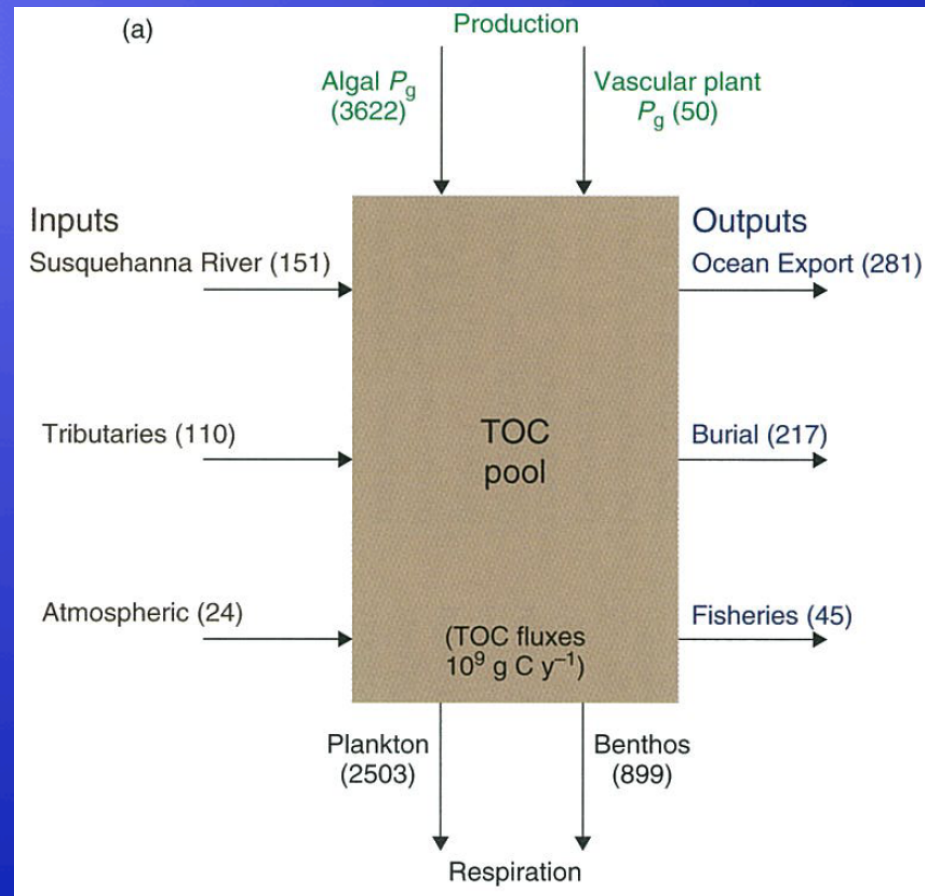 (a)
Production
Algal Pg
(3622)
Vascular plant
Pg (50)
Inputs
Outputs
Susquehanna River (151)
Ocean Export (281)
Tributaries (110)
TOC
pool
Burial (217)
Atmospheric (24)
(TOC fluxes
10⁹ g C y⁻¹)
Fisheries (45)
Plankton
(2503)
Benthos
(899)
Respiration